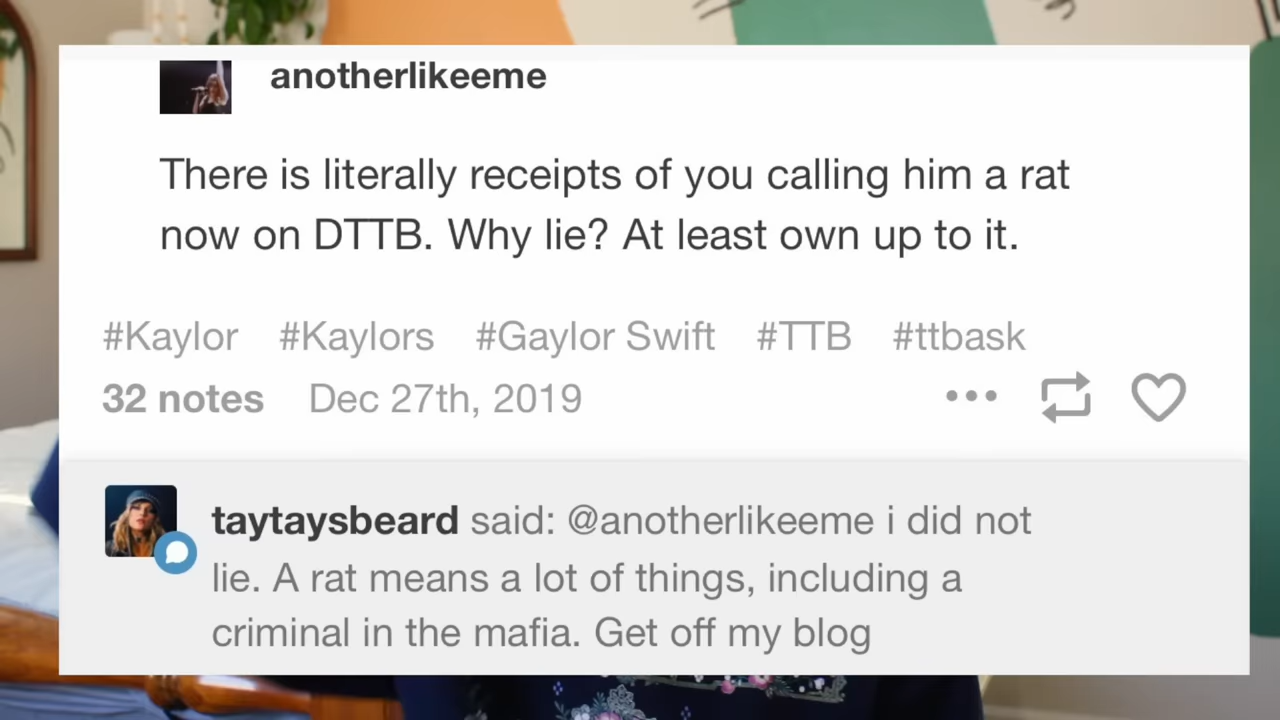 anotherlikeeme
There is literally receipts of you calling him a rat
now on DTTB. Why lie? At least own up to it.
#Kaylor #Kaylors #Gaylor Swift #TTB #ttbask
32 notes Dec 27th, 2019
taytaysbeard said: @anotherlikeeme i did not
lie. A rat means a lot of things, including a
criminal in the mafia. Get off my blog